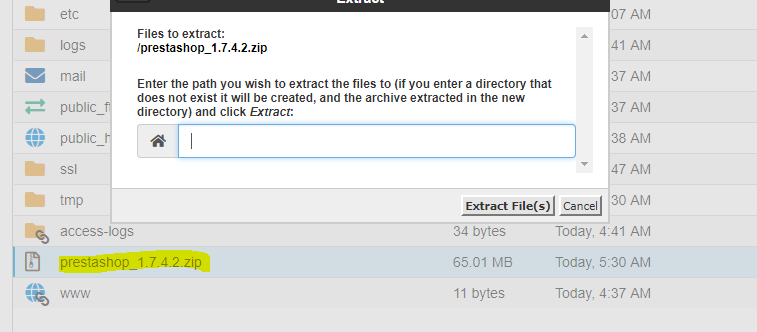 Extract
etc 07 AM
Files to extract:
/prestashop_1.7.4.2.zip
logs 41 AM
mail 37 AM
Enter the path you wish to extract the files to (if you enter a directory that
does not exist it will be created, and the archive extracted in the new
directory) and click Extract:
public_f 37 AM
public_h 38 AM
ssl 47 AM
tmp 30 AM
Extract File(s) Cancel
access-logs 34 bytes Today, 4:41 AM
prestashop_1.7.4.2.zip 65.01 MB Today, 5:30 AM
www 11 bytes Today, 4:37 AM